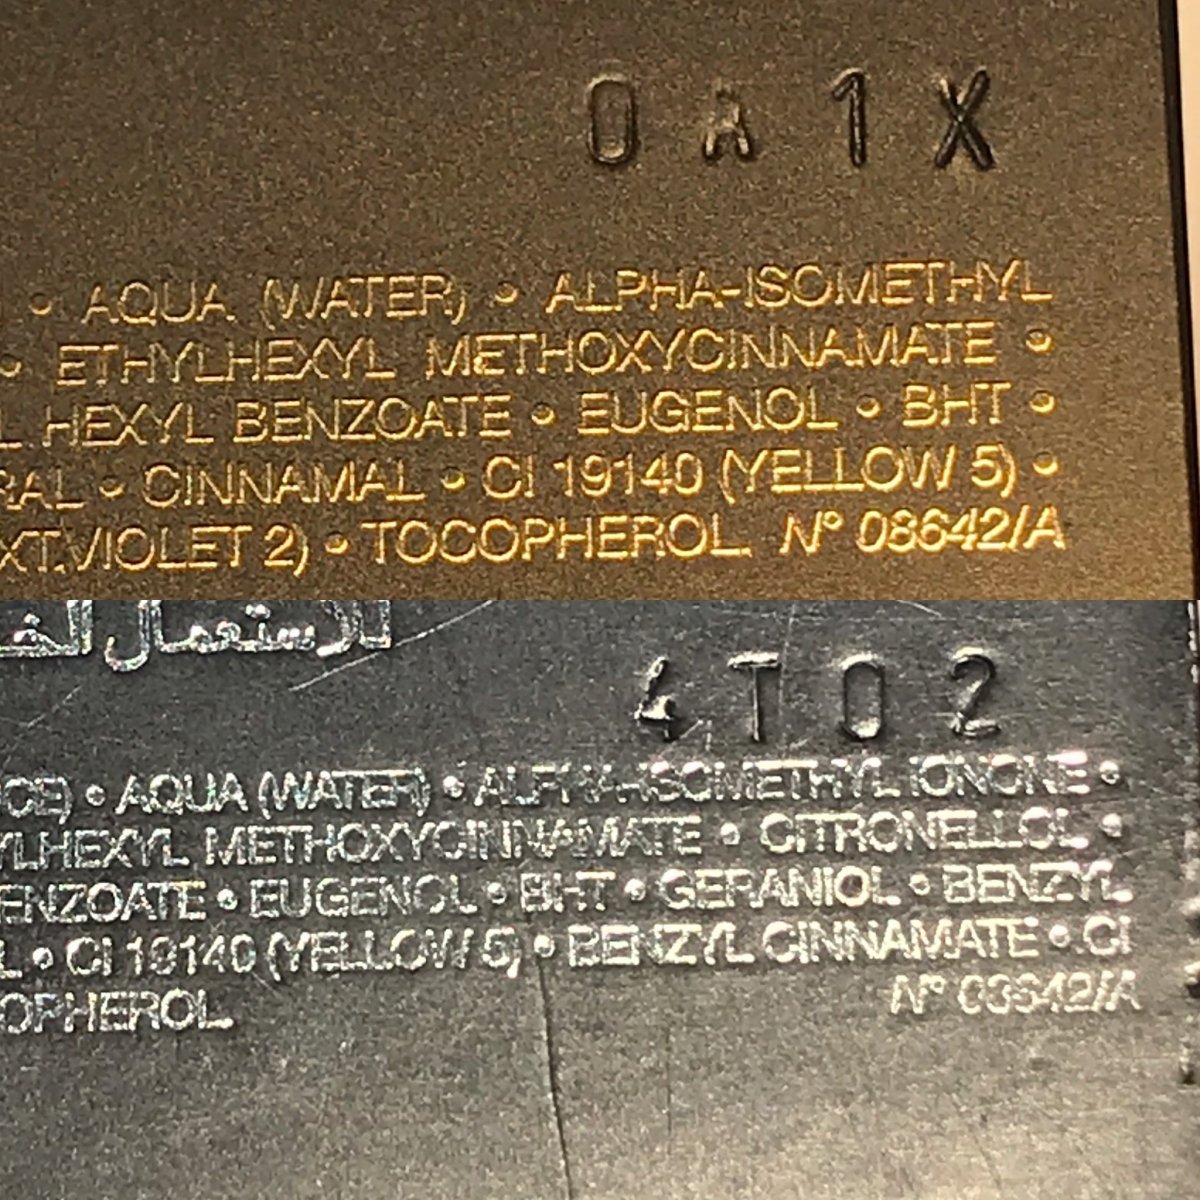 0A1X
• AQUA (WATER) • ALPHA-ISOMETHYL
• ETHYLHEXYL METHOXYCINNAMATE •
L HEXYL BENZOATE • EUGENOL • BHT •
RAL • CINNAMAL • CI 19140 (YELLOW 5) •
XT.VIOLET 2) • TOCOPHEROL. N° 08642/A
للاستعمال الخ
4T02
CE) • AQUA (WATER) • ALPHA-ISOMETHYL IONONE •
YLHEXYL METHOXYCINNAMATE • CITRONELLOL •
ENZOATE • EUGENOL • BHT • GERANIOL • BENZYL
L • CI 19140 (YELLOW 5) • BENZYL CINNAMATE • CI
OPHEROL. N° 08642/A